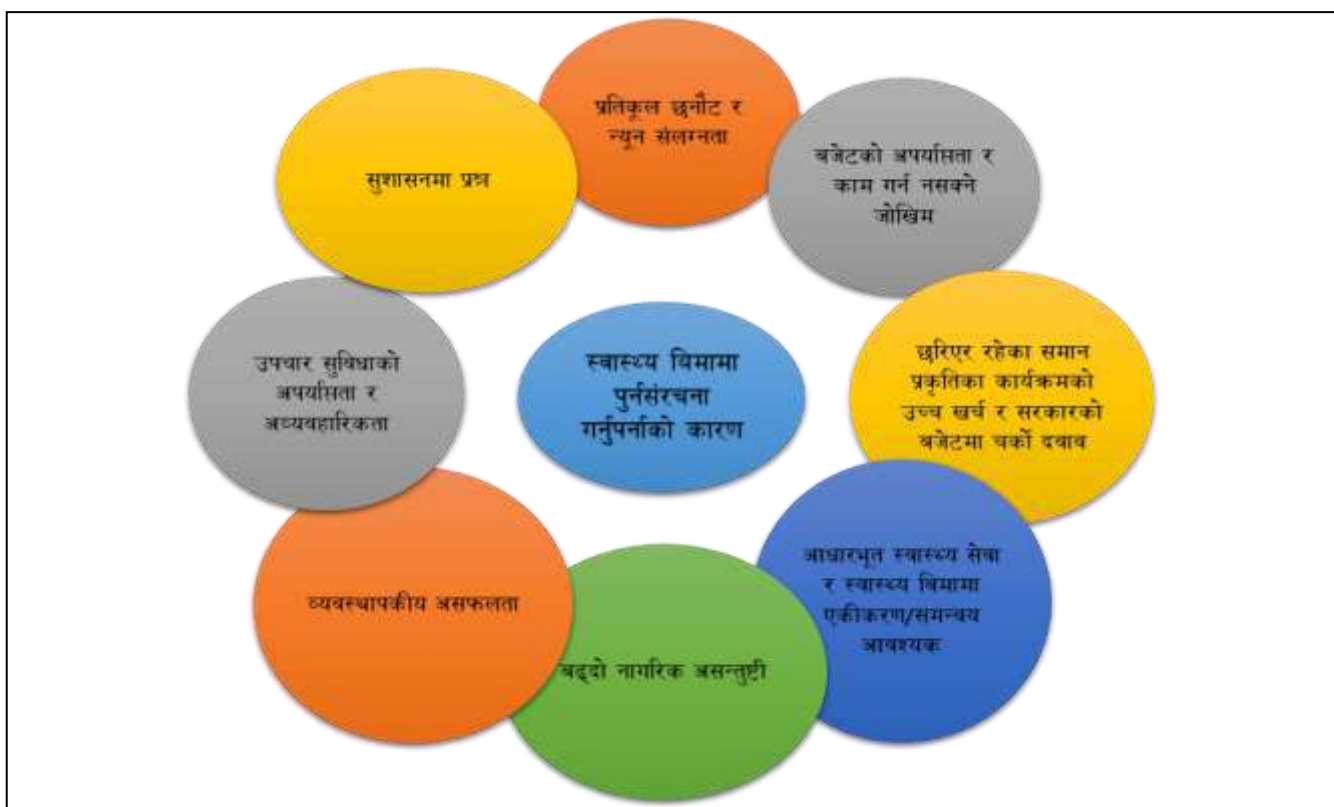 प्रतिकूल छनौट र
न्यून संलग्नता
बजेटको अपर्याप्तता र
काम गर्न नसक्ने
जोखिम
छरिएर रहेका समान
प्रकृतिका कार्यक्रमको
उच्च खर्च र सरकारको
बजेटमा चर्को दवाव
आधारभूत स्वास्थ्य सेवा
र स्वास्थ्य बिमामा
एकीकरण/समन्वय
आवश्यक
बढ्दो नागरिक असन्तुष्टी
व्यवस्थापकीय असफलता
उपचार सुविधाको
अपर्याप्तता र
अव्यवहारिकता
सुशासनमा प्रश्न
स्वास्थ्य बिमामा
पुर्नसंरचना
गर्नुपर्नाको कारण